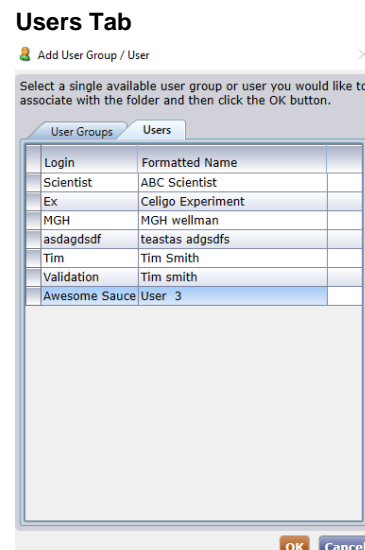 Users Tab
Add User Group / User
Select a single available user group or user you would like to
associate with the folder and then click the OK button.
User Groups Users
Login Formatted Name
Scientist ABC Scientist
Ex Celigo Experiment
MGH MGH wellman
asdagdsdf teastas adgsdfs
Tim Tim Smith
Validation Tim smith
Awesome Sauce User 3
OK Cancel